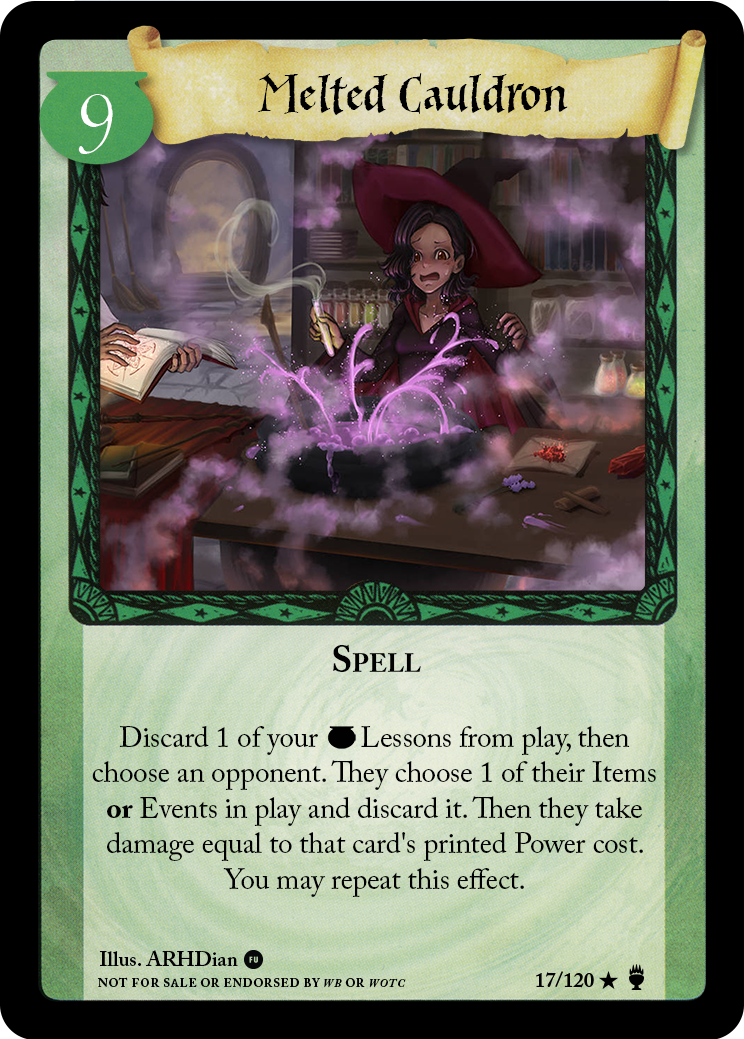 9
Melted Cauldron
Spell
Discard 1 of your Lessons from play, then
choose an opponent. They choose 1 of their Items
or Events in play and discard it. Then they take
damage equal to that card's printed Power cost.
You may repeat this effect.
Illus. ARHDian FU
NOT FOR SALE OR ENDORSED BY WB OR WOTC
17/120 ★